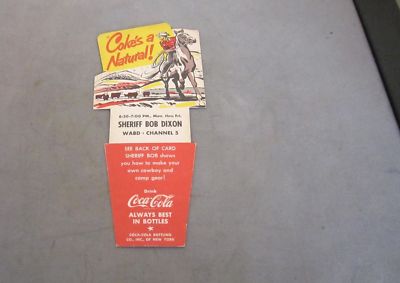 "Coke's a
Natural!
6:30-7:00 PM, Mon. thru Fri.
SHERIFF BOB DIXON
WABD - CHANNEL 5
SEE BACK OF CARD
SHERIFF BOB shows
you how to make your
own cowboy and
camp gear!
Drink
Coca-Cola
ALWAYS BEST
IN BOTTLES
COCA-COLA BOTTLING
CO., INC., OF NEW YORK